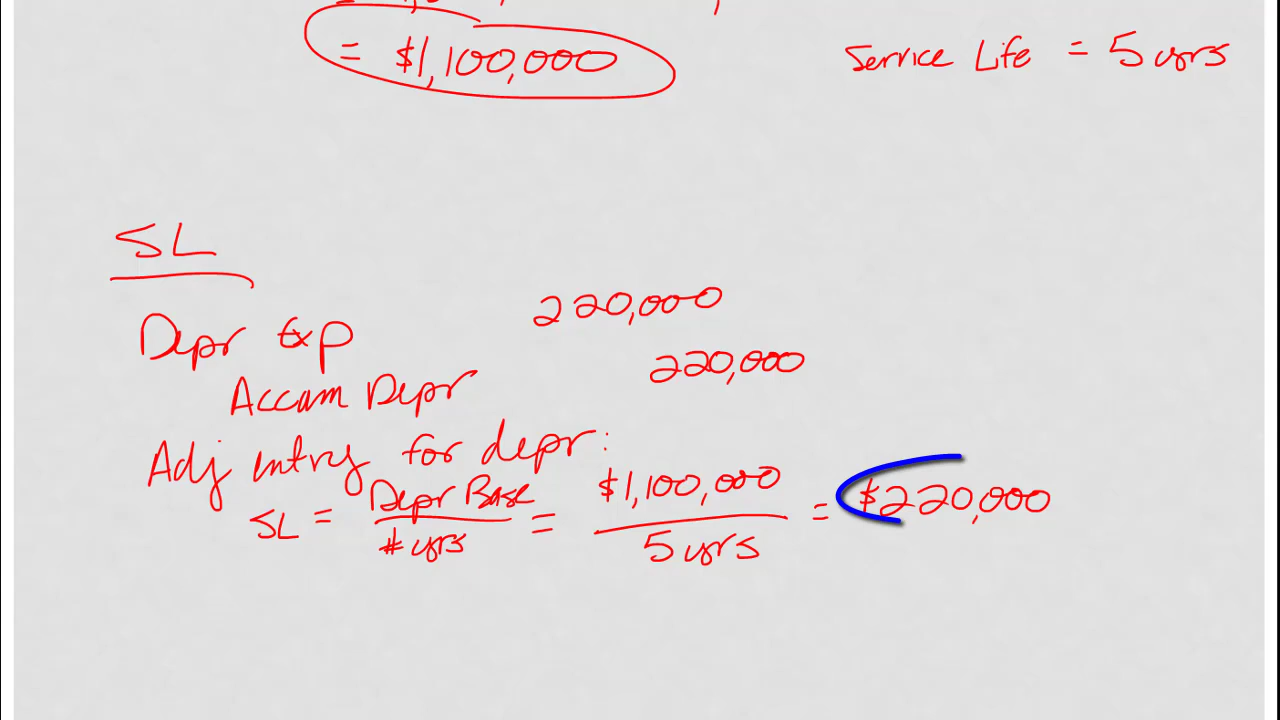 = $1,100,000
Service Life = 5 yrs
SL
Depr Exp 220,000
Accum Depr 220,000
Adj entry for depr:
SL = Depr Base / # yrs = $1,100,000 / 5 yrs = $220,000